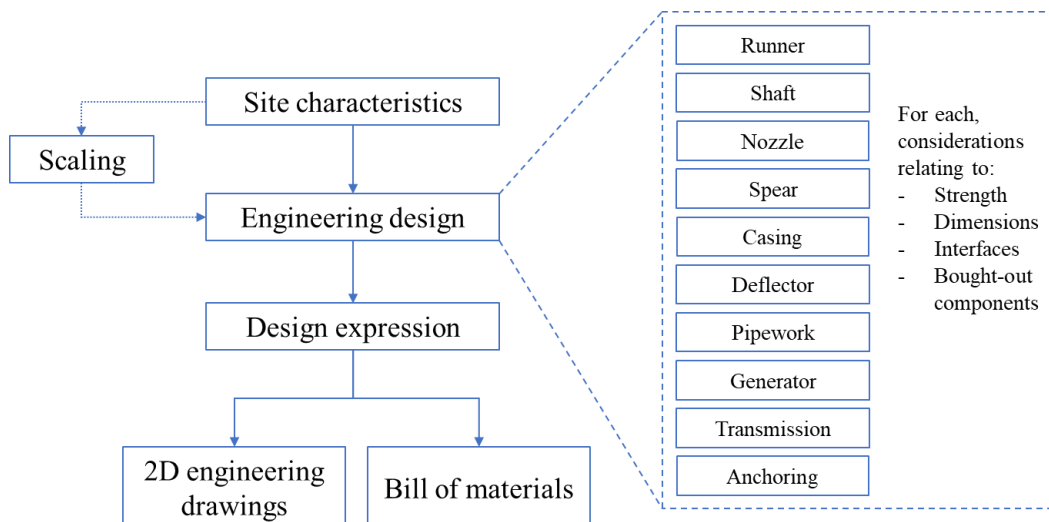 Site characteristics
Scaling
Engineering design
Design expression
2D engineering
drawings
Bill of materials
Runner
Shaft
Nozzle
Spear
Casing
Deflector
Pipework
Generator
Transmission
Anchoring
For each,
considerations
relating to:
- Strength
- Dimensions
- Interfaces
- Bought-out
components